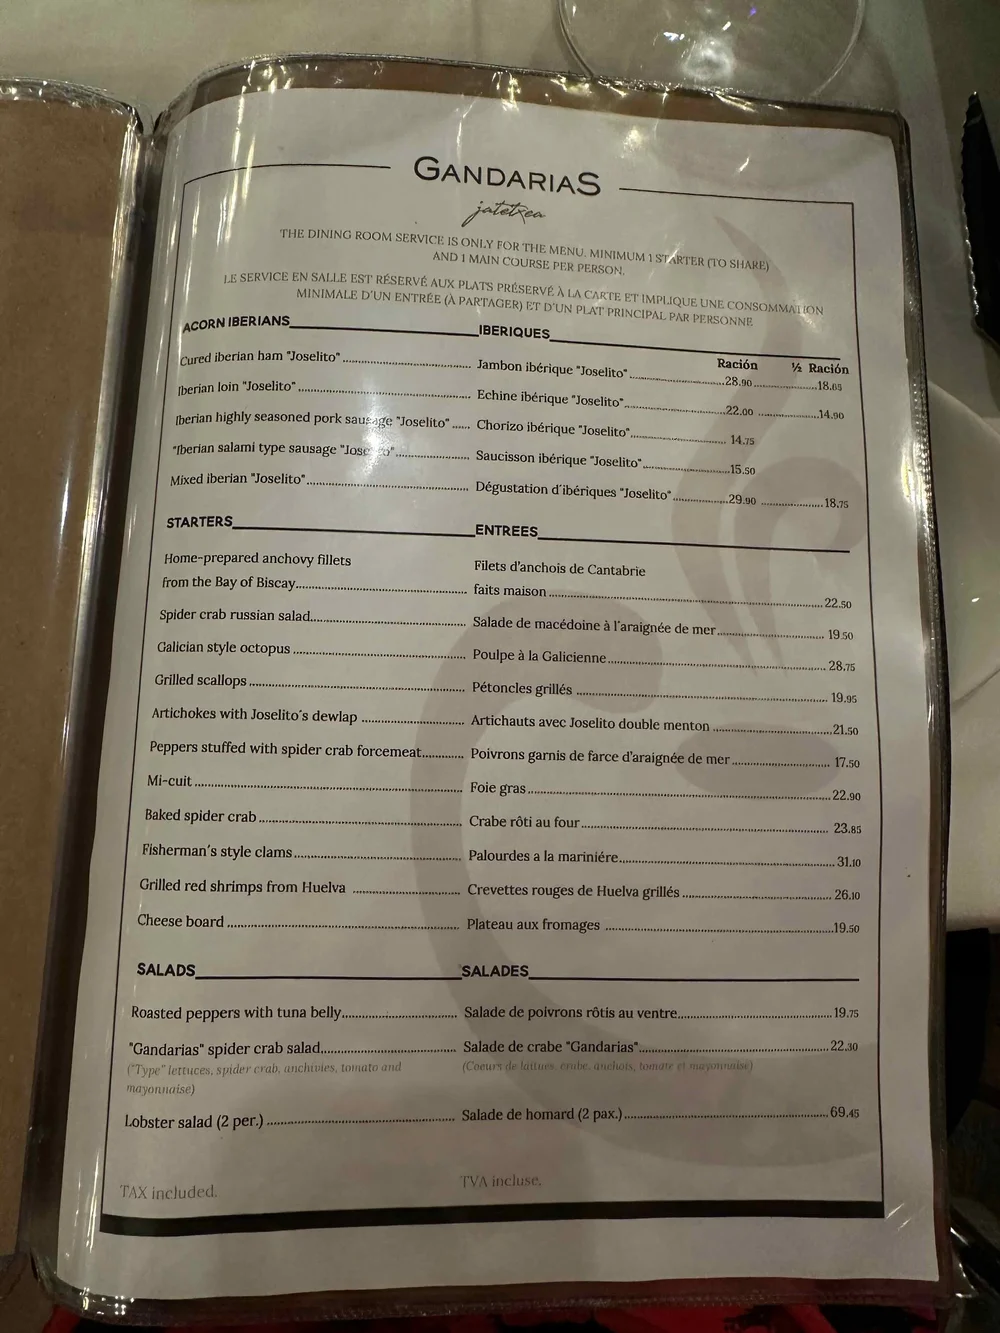 GANDARIAS
jatetxea
THE DINING ROOM SERVICE IS ONLY FOR THE MENU. MINIMUM 1 STARTER (TO SHARE)
AND 1 MAIN COURSE PER PERSON.
LE SERVICE EN SALLE EST RÉSERVÉ AUX PLATS PRÉSERVÉ À LA CARTE ET IMPLIQUE UNE CONSOMMATION
MINIMALE D'UN ENTRÉE (À PARTAGER) ET D'UN PLAT PRINCIPAL PAR PERSONNE
ACORN IBERIANS IBERIQUES
Ración ½ Ración
Cured iberian ham "Joselito" Jambon ibérique "Joselito" 28.90 18.05
Iberian loin "Joselito" Echine ibérique "Joselito" 22.00 14.90
Iberian highly seasoned pork sausage "Joselito" Chorizo ibérique "Joselito" 14.75
"Iberian salami type sausage "Joselito" Saucisson ibérique "Joselito" 15.50
Mixed iberian "Joselito" Dégustation d'ibériques "Joselito" 29.90 18.75
STARTERS ENTREES
Home-prepared anchovy fillets Filets d'anchois de Cantabrie
from the Bay of Biscay faits maison 22.50
Spider crab russian salad Salade de macédoine à l'araignée de mer 19.50
Galician style octopus Poulpe à la Galicienne 28.75
Grilled scallops Pétoncles grillés 19.95
Artichokes with Joselito's dewlap Artichauts avec Joselito double menton 21.50
Peppers stuffed with spider crab forcemeat Poivrons garnis de farce d'araignée de mer 17.50
Mi-cuit Foie gras 22.90
Baked spider crab Crabe rôti au four 23.85
Fisherman's style clams Palourdes a la mariniére 31.10
Grilled red shrimps from Huelva Crevettes rouges de Huelva grillés 26.10
Cheese board Plateau aux fromages 19.50
SALADS SALADES
Roasted peppers with tuna belly Salade de poivrons rôtis au ventre 19.75
"Gandarias" spider crab salad Salade de crabe "Gandarias" 22.30
("Type" lettuces, spider crab, anchivies, tomato and (Coeurs de laitues, crabe, anchois, tomate et mayonnaise)
mayonnaise)
Lobster salad (2 per.) Salade de homard (2 pax.) 69.45
TAX included. TVA incluse.